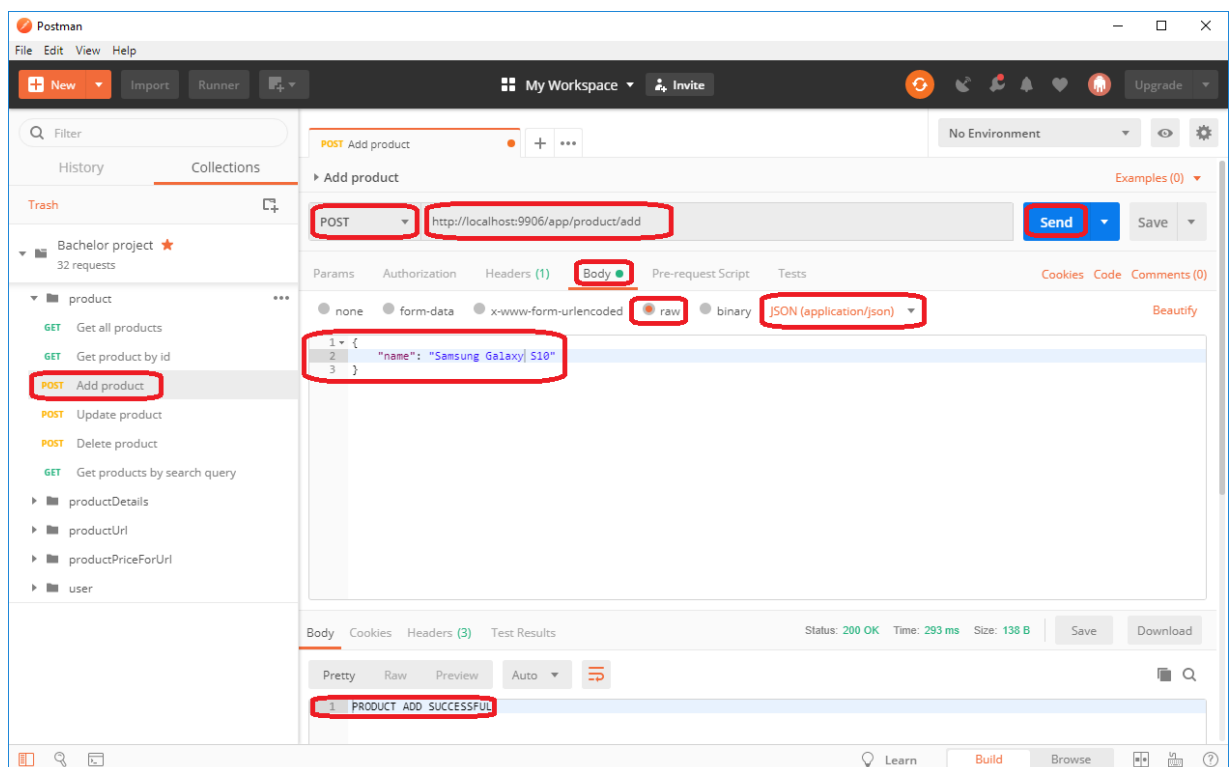 Postman
File Edit View Help
New Import Runner My Workspace Invite Upgrade
Filter
History Collections
Trash
Bachelor project
32 requests
product
GET Get all products
GET Get product by id
POST Add product
POST Update product
POST Delete product
GET Get products by search query
productDetails
productUrl
productPriceForUrl
user
POST Add product
No Environment
Add product
Examples (0)
POST http://localhost:9906/app/product/add Send Save
Params Authorization Headers (1) Body Pre-request Script Tests Cookies Code Comments (0)
none form-data x-www-form-urlencoded raw binary JSON (application/json) Beautify
1 {
2 "name": "Samsung Galaxy S10"
3 }
Body Cookies Headers (3) Test Results Status: 200 OK Time: 293 ms Size: 138 B Save Download
Pretty Raw Preview Auto
1 PRODUCT ADD SUCCESSFUL
Learn Build Browse